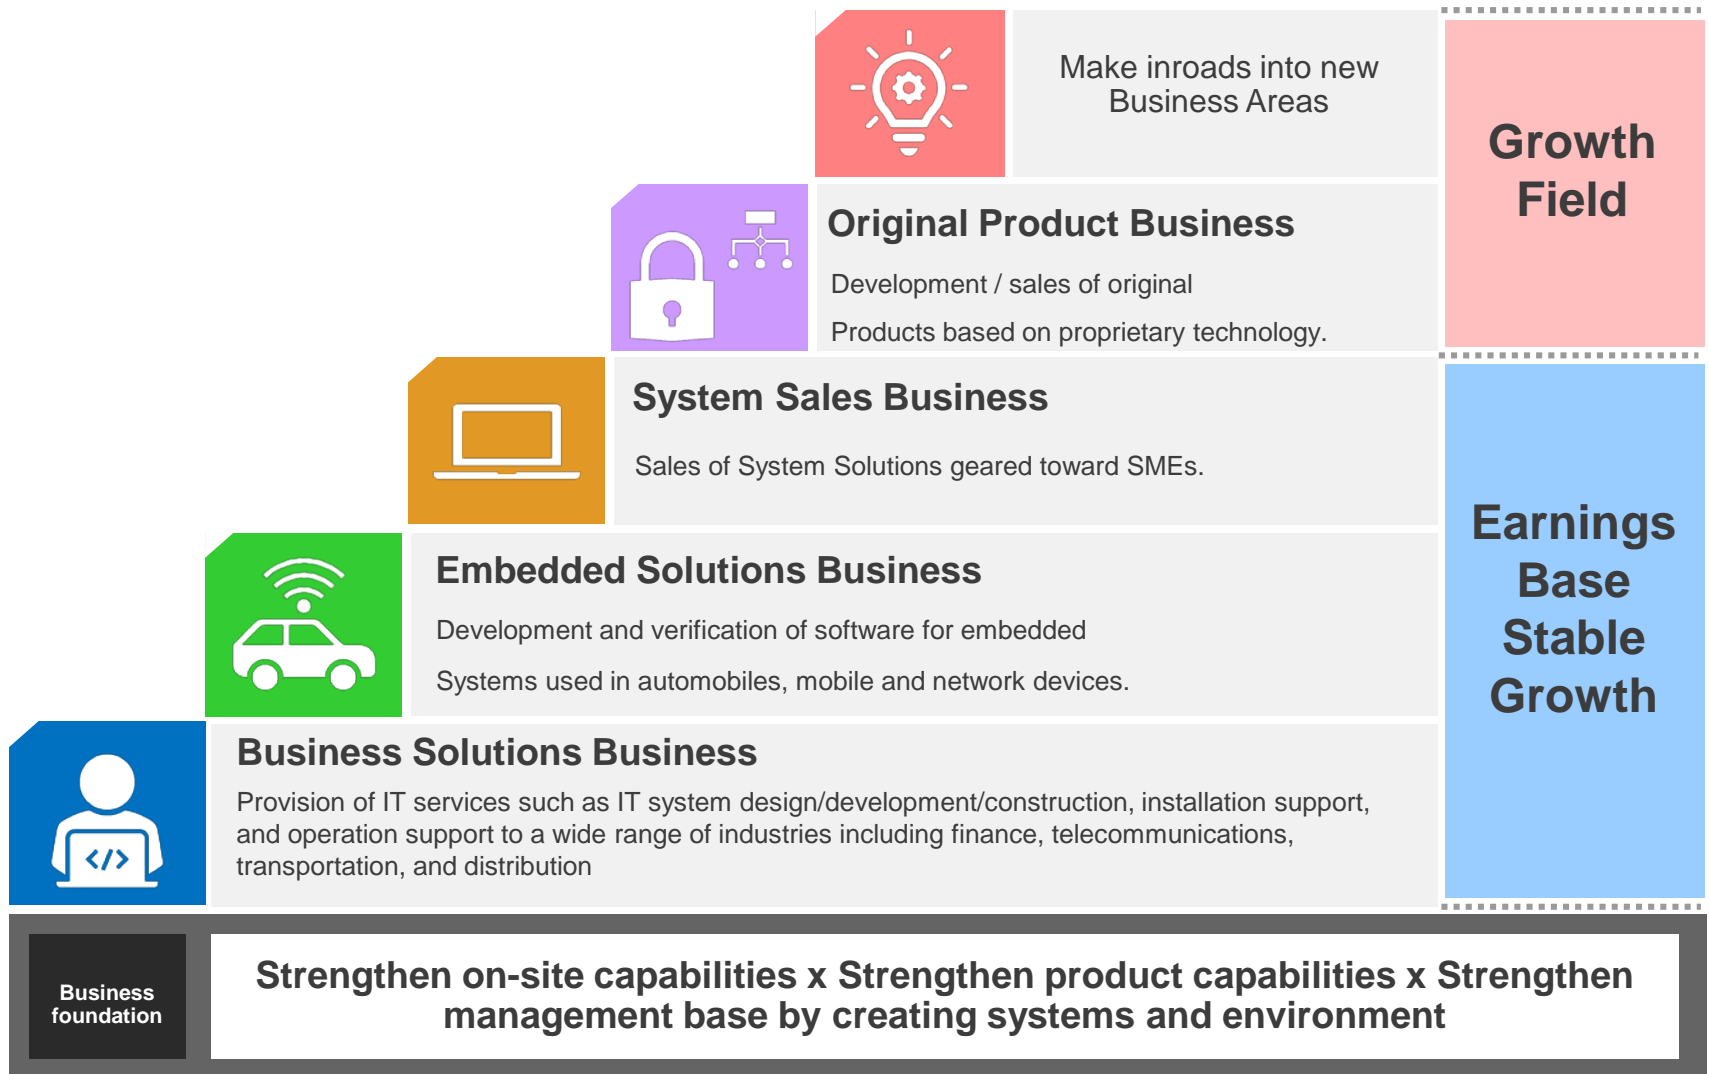 Make inroads into new
Business Areas
Growth
Field
Original Product Business
Development / sales of original
Products based on proprietary technology.
System Sales Business
Sales of System Solutions geared toward SMEs.
Earnings
Base
Stable
Growth
Embedded Solutions Business
Development and verification of software for embedded
Systems used in automobiles, mobile and network devices.
Business Solutions Business
Provision of IT services such as IT system design/development/construction, installation support,
and operation support to a wide range of industries including finance, telecommunications,
transportation, and distribution
</>
Business
foundation
Strengthen on-site capabilities x Strengthen product capabilities x Strengthen
management base by creating systems and environment